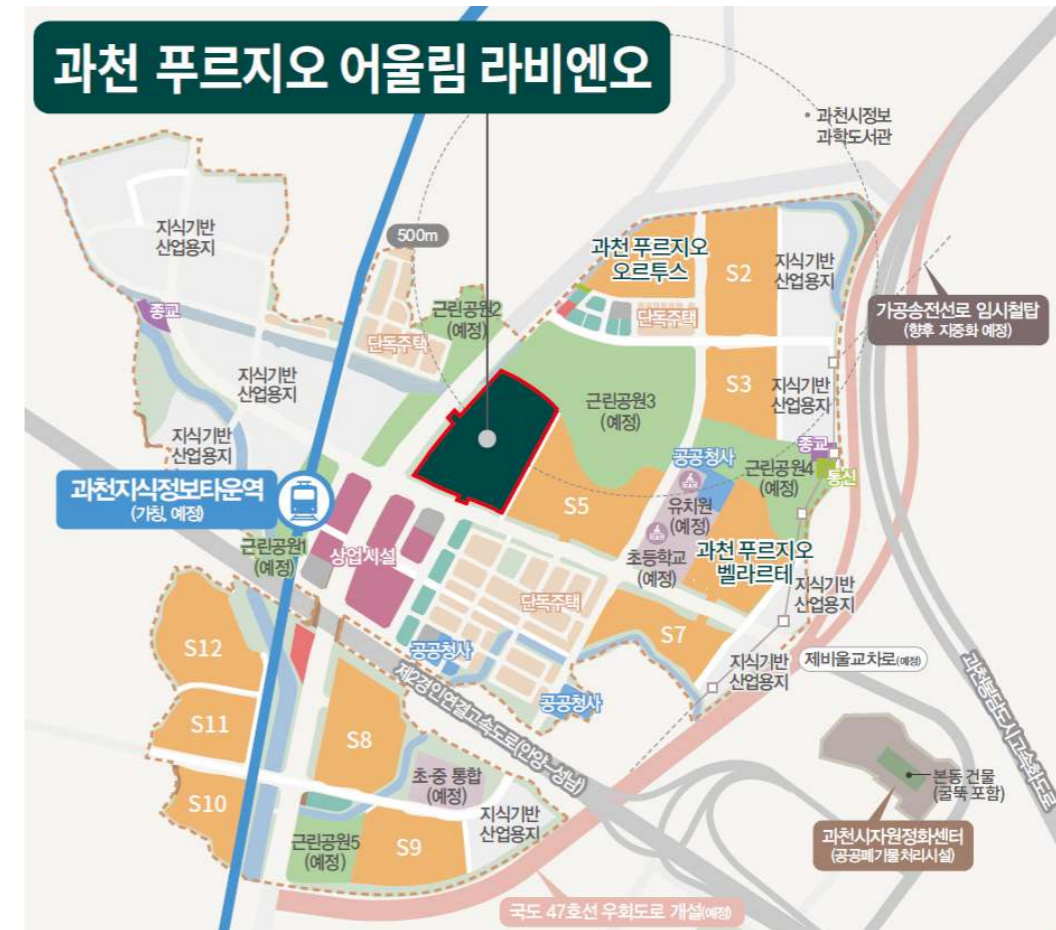 과천 푸르지오 어울림 라비엔오
과천시정보
과학도서관
500m
지식기반
산업용지
과천 푸르지오
오르투스
S2
지식기반
산업용지
가공송전선로 임시철탑
(향후 지중화 예정)
종교
근린공원2
(예정)
단독주택
단독주택
지식기반
산업용지
S3
지식기반
산업용지
근린공원3
(예정)
지식기반
산업용지
종교
공공청사
근린공원4
(예정)
통신
과천지식정보타운역
(가칭, 예정)
S5
유치원
(예정)
초등학교
(예정)
과천 푸르지오
벨라르테
근린공원1
(예정)
상업시설
지식기반
산업용지
단독주택
S7
S12
공공청사
제비울교차로(예정)
지식기반
산업용지
공공청사
제2경인연결고속도로(안양~성남)
과천봉담도시고속화도로
S11
S8
초·중 통합
(예정)
본동 건물
(굴뚝 포함)
S10
지식기반
산업용지
과천시자원정화센터
(공공폐기물처리시설)
근린공원5
(예정)
S9
국도 47호선 우회도로 개설(예정)